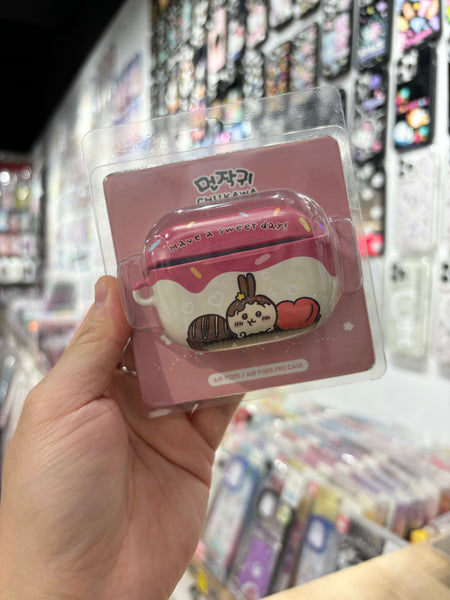 먼작귀
CHIIKAWA
Have a sweet day!
AIR PODS / AIR PODS PRO CASE